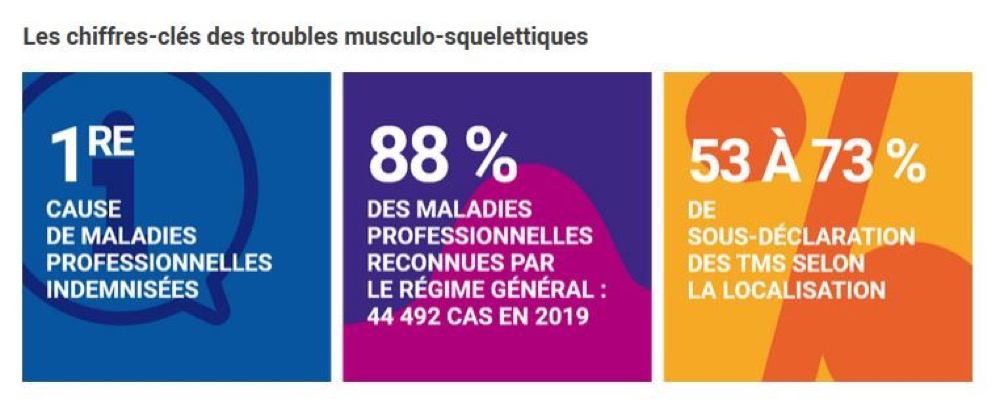 Les chiffres-clés des troubles musculo-squelettiques
1RE
CAUSE
DE MALADIES
PROFESSIONNELLES
INDEMNISÉES
88 %
DES MALADIES
PROFESSIONNELLES
RECONNUES PAR
LE RÉGIME GÉNÉRAL :
44 492 CAS EN 2019
53 À 73 %
DE
SOUS-DÉCLARATION
DES TMS SELON
LA LOCALISATION